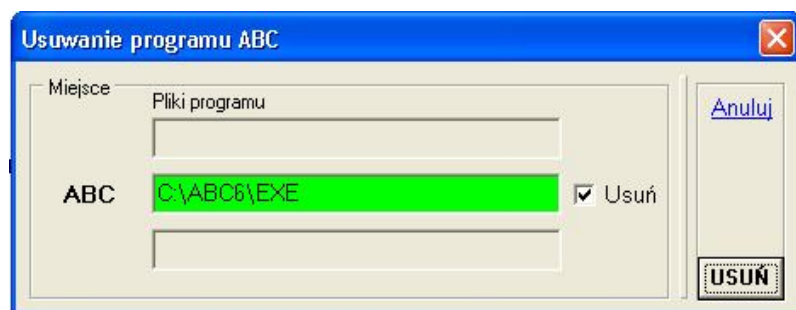 Usuwanie programu ABC
Miejsce
Pliki programu
Anuluj
ABC C:\ABC6\EXE Usuń
USUŃ